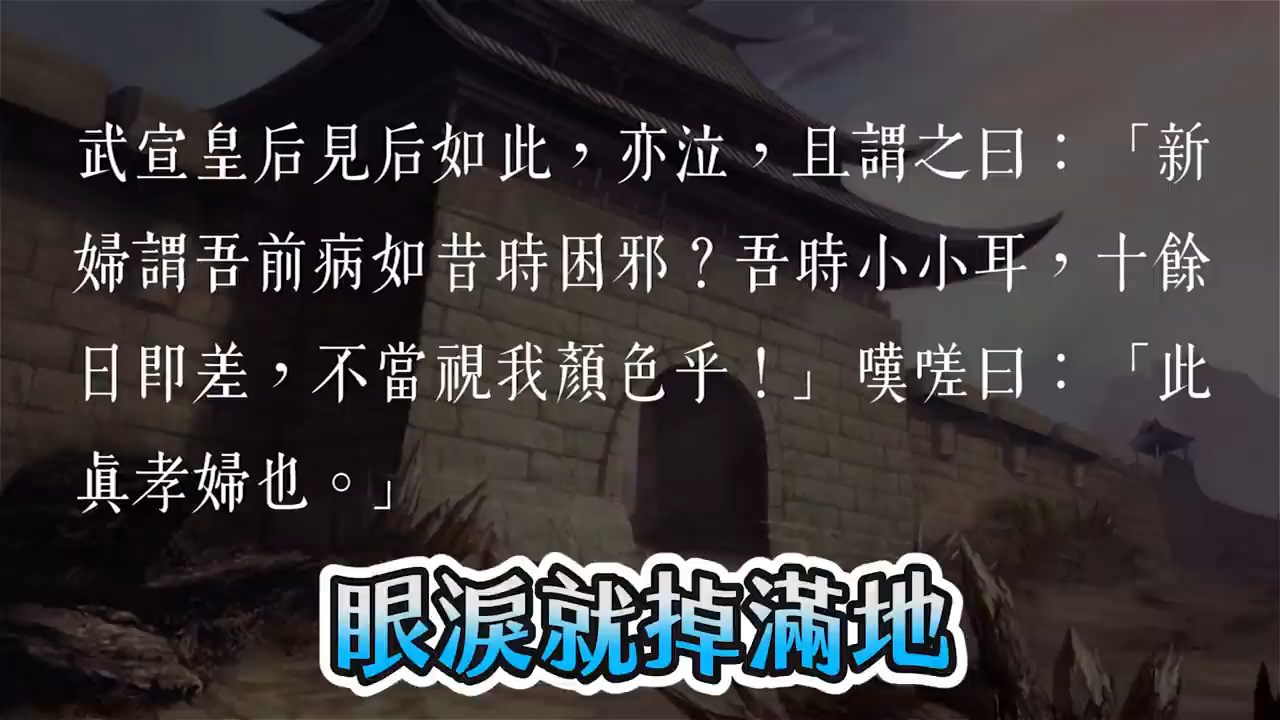 武宣皇后見后如此，亦泣，且謂之曰：「新
婦謂吾前病如昔時困邪？吾時小小耳，十餘
日即差，不當視我顏色乎！」嘆嗟曰：「此
眞孝婦也。」
眼淚就掉滿地